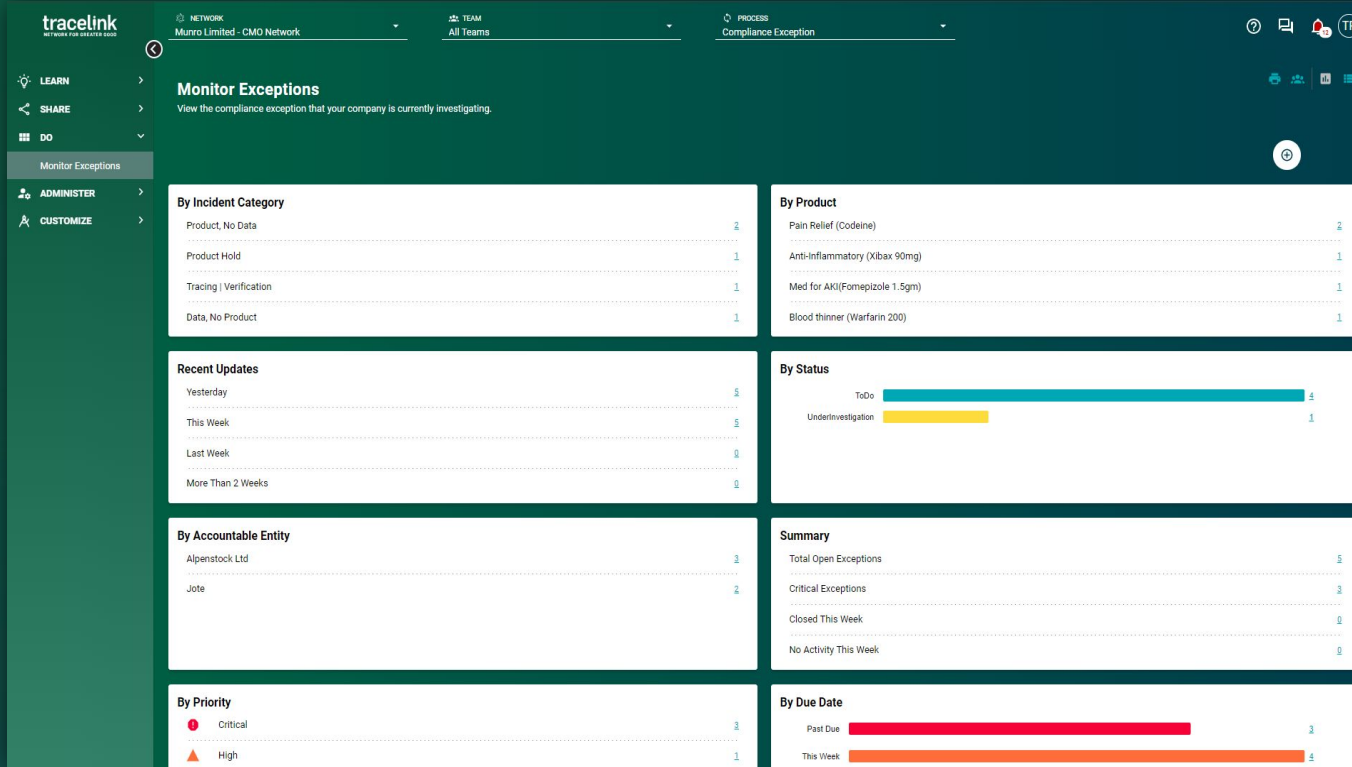 tracelink
NETWORK FOR GREATER GOOD
NETWORK
Munro Limited - CMO Network
TEAM
All Teams
PROCESS
Compliance Exception
12
LEARN
SHARE
DO
Monitor Exceptions
ADMINISTER
CUSTOMIZE
Monitor Exceptions
View the compliance exception that your company is currently investigating.
By Incident Category
Product, No Data 2
Product Hold 1
Tracing | Verification 1
Data, No Product 1
By Product
Pain Relief (Codeine) 2
Anti-Inflammatory (Xibax 90mg) 1
Med for AKI(Fomepizole 1.5gm) 1
Blood thinner (Warfarin 200) 1
Recent Updates
Yesterday 5
This Week 5
Last Week 0
More Than 2 Weeks 0
By Status
ToDo 4
UnderInvestigation 1
By Accountable Entity
Alpenstock Ltd 3
Jote 2
Summary
Total Open Exceptions 5
Critical Exceptions 3
Closed This Week 0
No Activity This Week 0
By Priority
Critical 3
High 1
By Due Date
Past Due 3
This Week 4